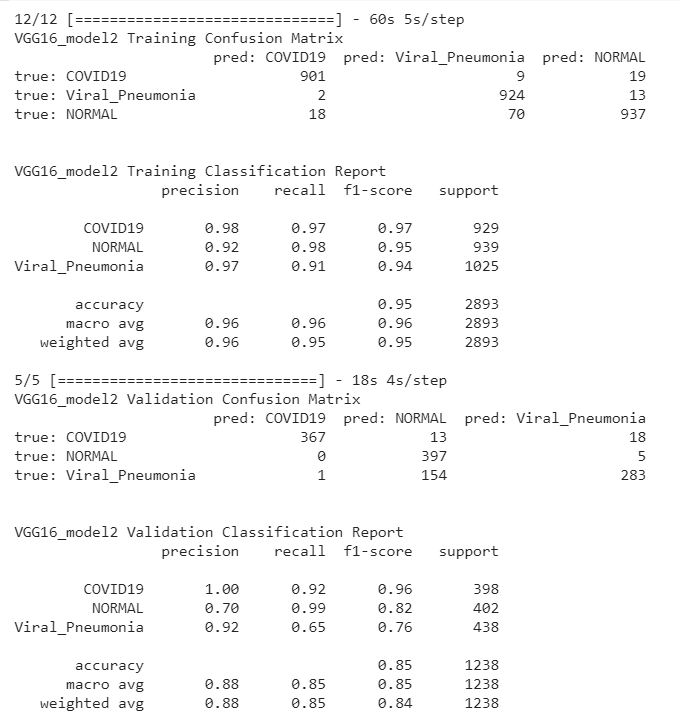 12/12 [==============================] - 60s 5s/step
VGG16_model2 Training Confusion Matrix
pred: COVID19 pred: Viral_Pneumonia pred: NORMAL
true: COVID19 901 9 19
true: Viral_Pneumonia 2 924 13
true: NORMAL 18 70 937
VGG16_model2 Training Classification Report
precision recall f1-score support
COVID19 0.98 0.97 0.97 929
NORMAL 0.92 0.98 0.95 939
Viral_Pneumonia 0.97 0.91 0.94 1025
accuracy 0.95 2893
macro avg 0.96 0.96 0.96 2893
weighted avg 0.96 0.95 0.95 2893
5/5 [==============================] - 18s 4s/step
VGG16_model2 Validation Confusion Matrix
pred: COVID19 pred: NORMAL pred: Viral_Pneumonia
true: COVID19 367 13 18
true: NORMAL 0 397 5
true: Viral_Pneumonia 1 154 283
VGG16_model2 Validation Classification Report
precision recall f1-score support
COVID19 1.00 0.92 0.96 398
NORMAL 0.70 0.99 0.82 402
Viral_Pneumonia 0.92 0.65 0.76 438
accuracy 0.85 1238
macro avg 0.88 0.85 0.85 1238
weighted avg 0.88 0.85 0.84 1238